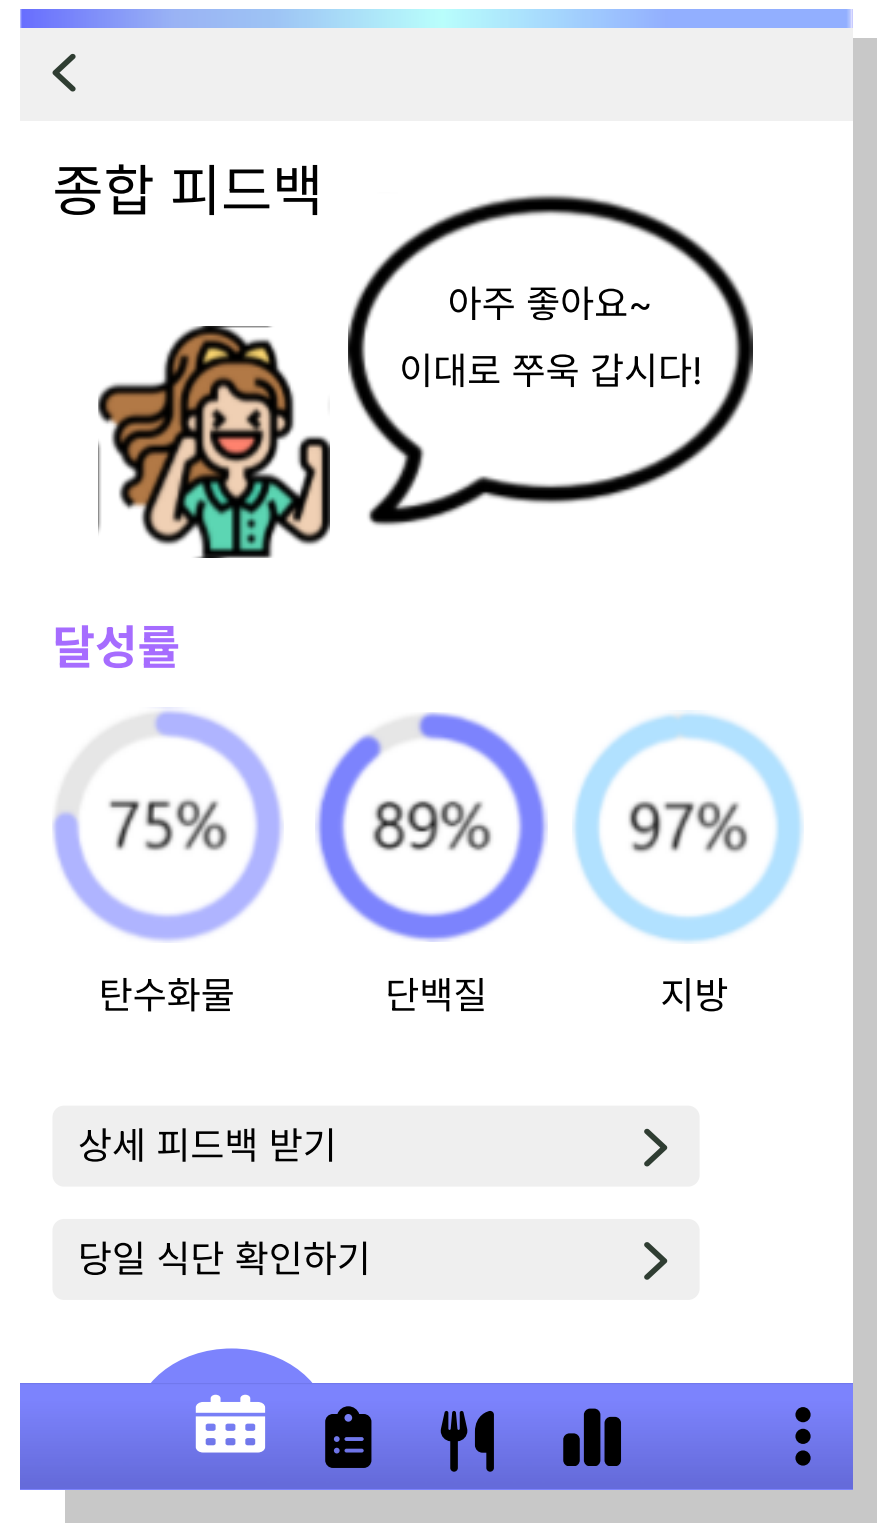 종합 피드백
아주 좋아요~
이대로 쭈욱 갑시다!
달성률
75% 89% 97%
탄수화물 단백질 지방
상세 피드백 받기
당일 식단 확인하기